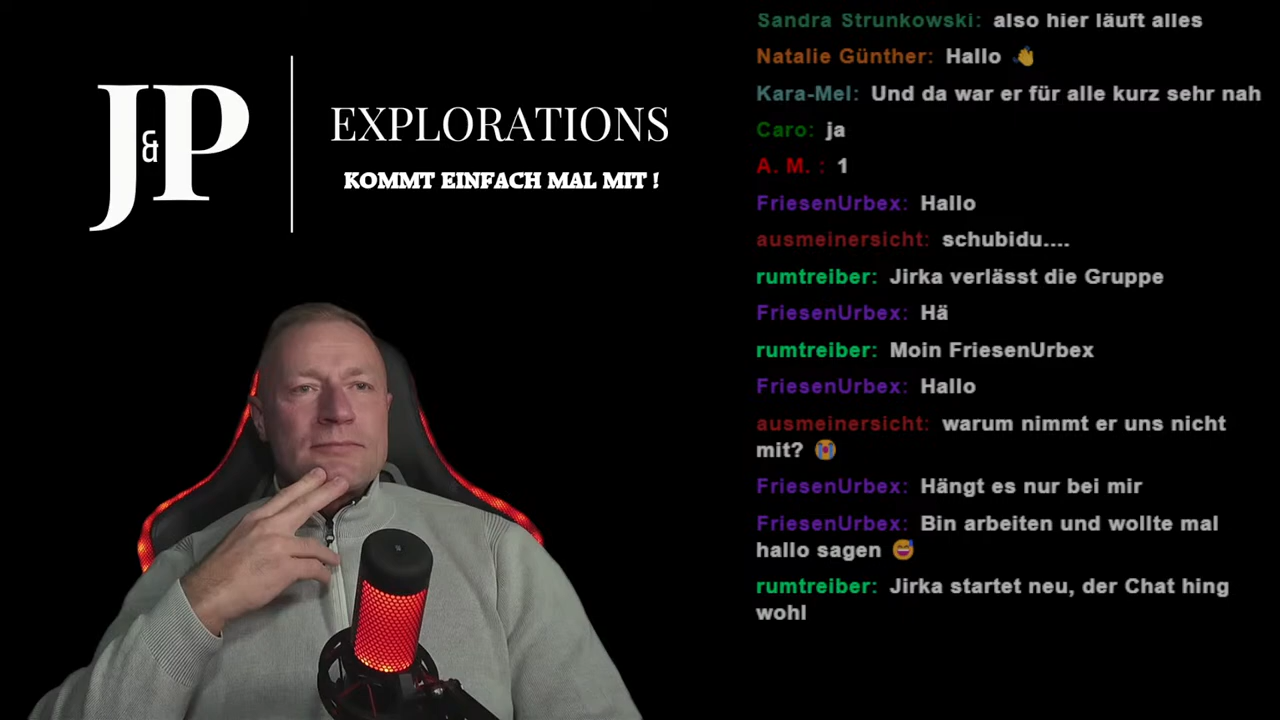 J&P
EXPLORATIONS
KOMMT EINFACH MAL MIT !
Sandra Strunkowski: also hier läuft alles
Natalie Günther: Hallo 👋
Kara-Mel: Und da war er für alle kurz sehr nah
Caro: ja
A. M. : 1
FriesenUrbex: Hallo
ausmeinersicht: schubidu....
rumtreiber: Jirka verlässt die Gruppe
FriesenUrbex: Hä
rumtreiber: Moin FriesenUrbex
FriesenUrbex: Hallo
ausmeinersicht: warum nimmt er uns nicht
mit? 😭
FriesenUrbex: Hängt es nur bei mir
FriesenUrbex: Bin arbeiten und wollte mal
hallo sagen 😅
rumtreiber: Jirka startet neu, der Chat hing
wohl